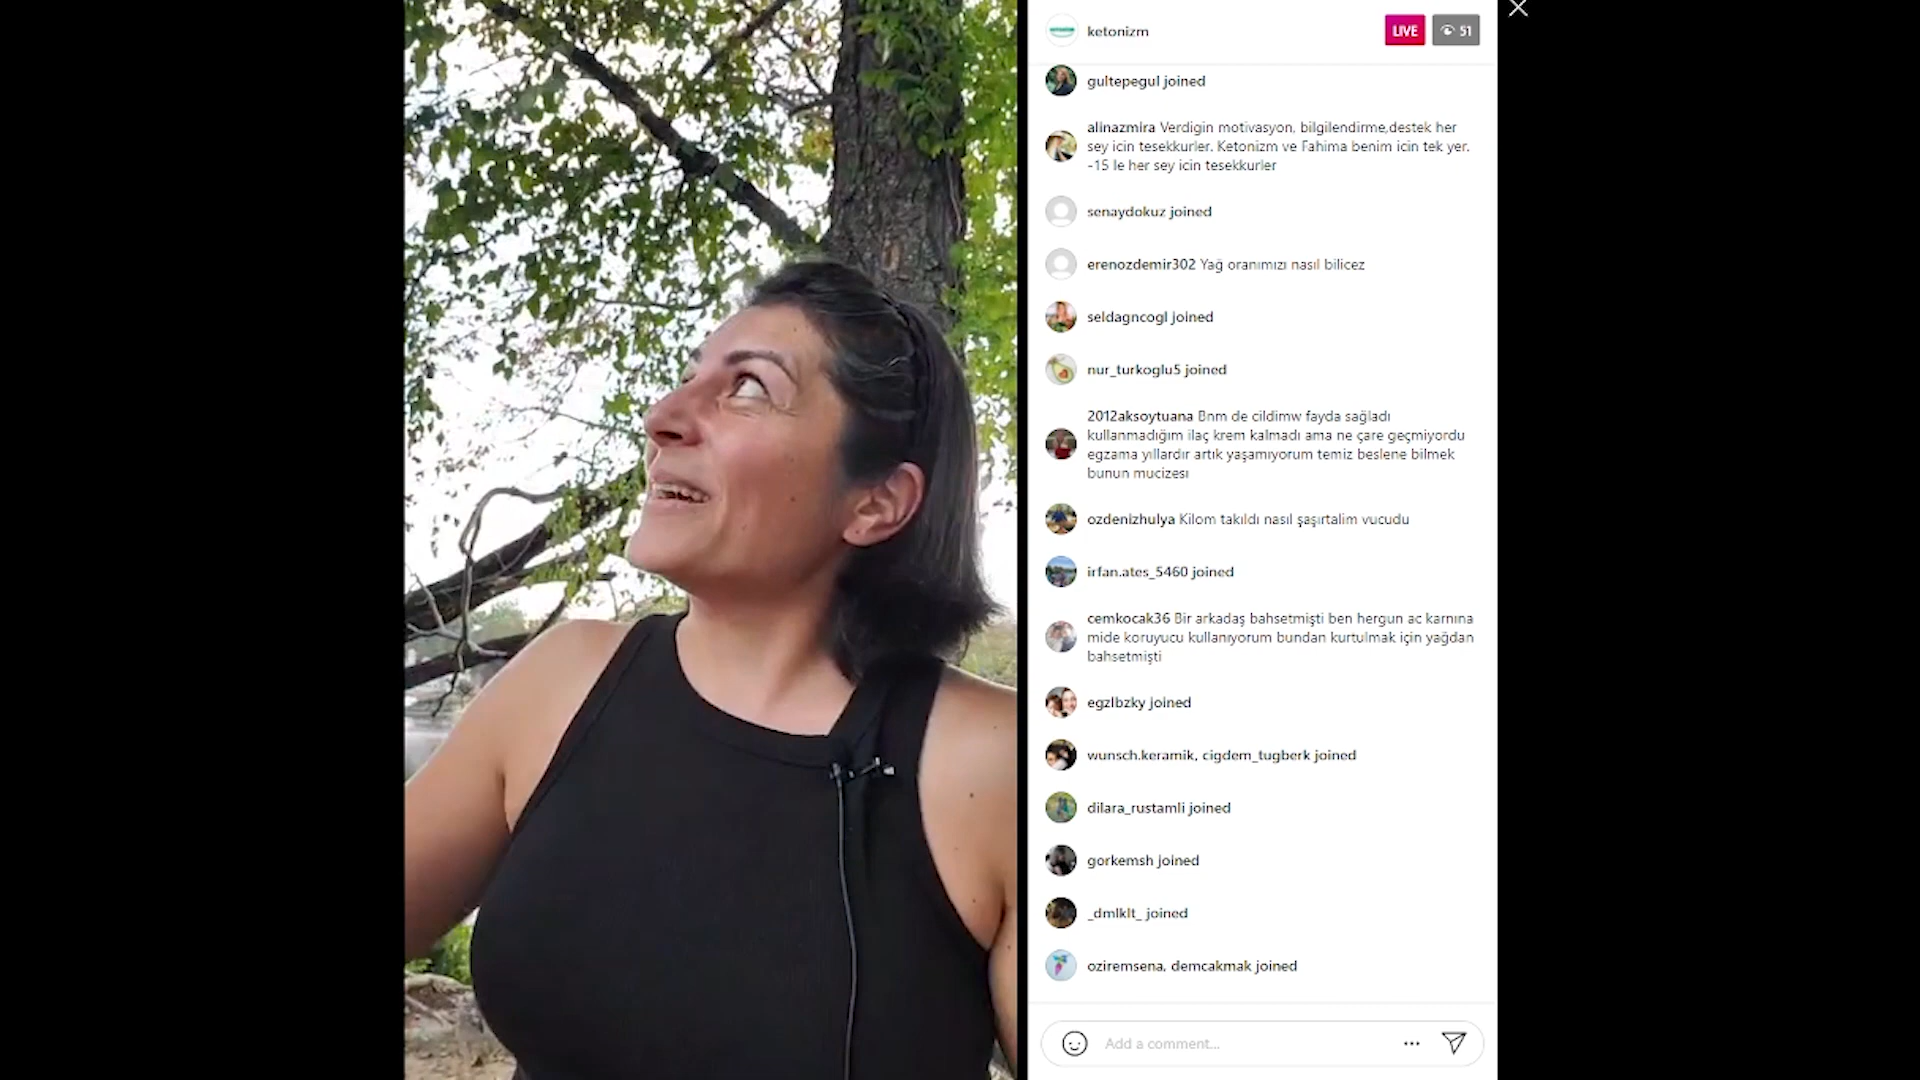 ketonizm
LIVE
51
gultepegul joined
alinazmira Verdigin motivasyon, bilgilendirme,destek her
sey icin tesekkurler. Ketonizm ve Fahima benim icin tek yer.
-15 le her sey icin tesekkurler
senaydokuz joined
erenozdemir302 Yağ oranımızı nasıl bilicez
seldagncogl joined
nur_turkoglu5 joined
2012aksoytuana Bnm de cildimw fayda sağladı
kullanmadığım ilaç krem kalmadı ama ne çare geçmiyordu
egzama yıllardır artık yaşamıyorum temiz beslene bilmek
bunun mucizesı
ozdenizhulya Kilom takıldı nasıl şaşırtalim vucudu
irfan.ates_5460 joined
cemkocak36 Bir arkadaş bahsetmişti ben hergun ac karnına
mide koruyucu kullanıyorum bundan kurtulmak için yağdan
bahsetmişti
egzlbzky joined
wunsch.keramik, cigdem_tugberk joined
dilara_rustamli joined
gorkemsh joined
_dmlklt_ joined
oziremsena, demcakmak joined
Add a comment...